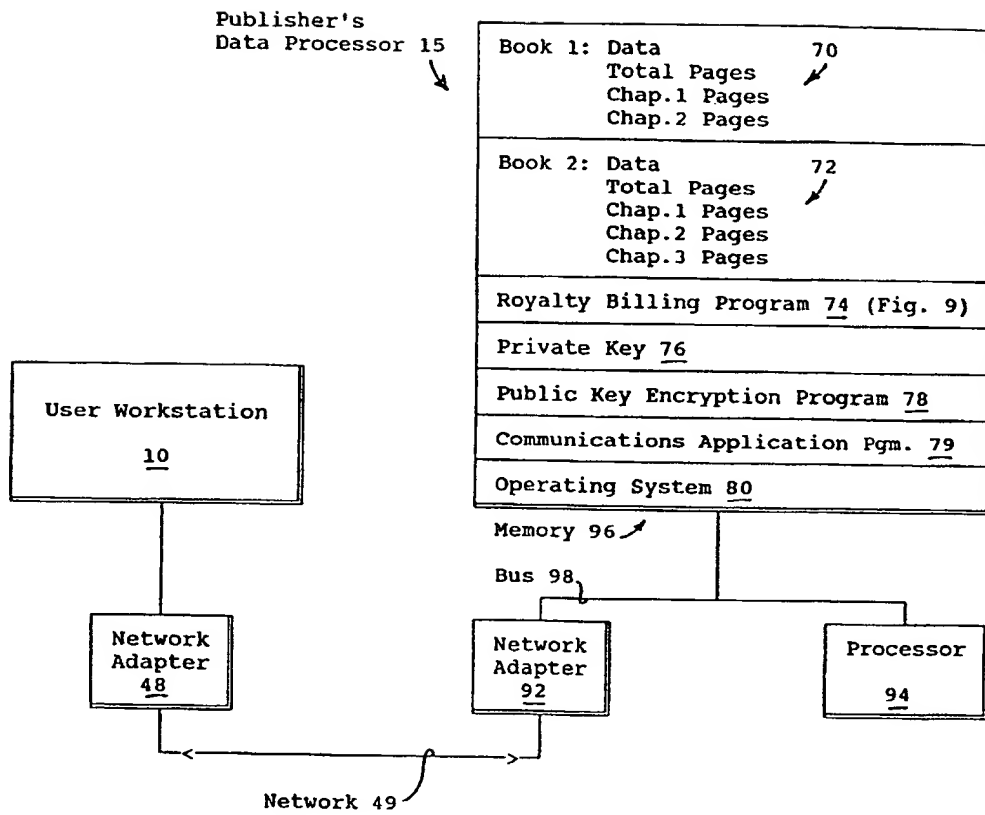 Publisher's
Data Processor 15
Book 1: Data 70
Total Pages
Chap.1 Pages
Chap.2 Pages
Book 2: Data 72
Total Pages
Chap.1 Pages
Chap.2 Pages
Chap.3 Pages
Royalty Billing Program 74 (Fig. 9)
Private Key 76
Public Key Encryption Program 78
Communications Application Pgm. 79
Operating System 80
Memory 96
Bus 98
User Workstation
10
Network
Adapter
48
Network
Adapter
92
Processor
94
Network 49